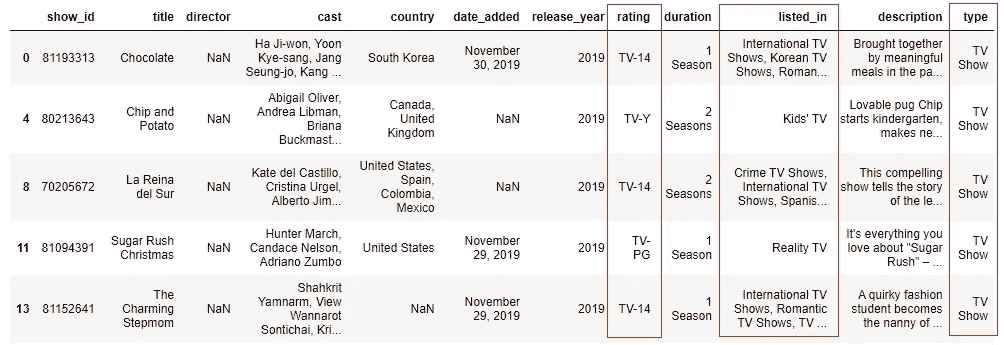 show_id title director cast country date_added release_year rating duration listed_in description type
0 81193313 Chocolate NaN Ha Ji-won, Yoon Kye-sang, Jang Seung-jo, Kang ... South Korea November 30, 2019 2019 TV-14 1 Season International TV Shows, Korean TV Shows, Roman... Brought together by meaningful meals in the pa... TV Show
4 80213643 Chip and Potato NaN Abigail Oliver, Andrea Libman, Briana Buckmast... Canada, United Kingdom NaN 2019 TV-Y 2 Seasons Kids' TV Lovable pug Chip starts kindergarten, makes ne... TV Show
8 70205672 La Reina del Sur NaN Kate del Castillo, Cristina Urgel, Alberto Jim... United States, Spain, Colombia, Mexico NaN 2019 TV-14 2 Seasons Crime TV Shows, International TV Shows, Spanis... This compelling show tells the story of the le... TV Show
11 81094391 Sugar Rush Christmas NaN Hunter March, Candace Nelson, Adriano Zumbo United States November 29, 2019 2019 TV-PG 1 Season Reality TV It's everything you love about "Sugar Rush" – ... TV Show
13 81152641 The Charming Stepmom NaN Shahkrit Yamnarm, View Wannarot Sontichai, Kri... NaN November 29, 2019 2019 TV-14 1 Season International TV Shows, Romantic TV Shows, TV ... A quirky fashion student becomes the nanny of ... TV Show